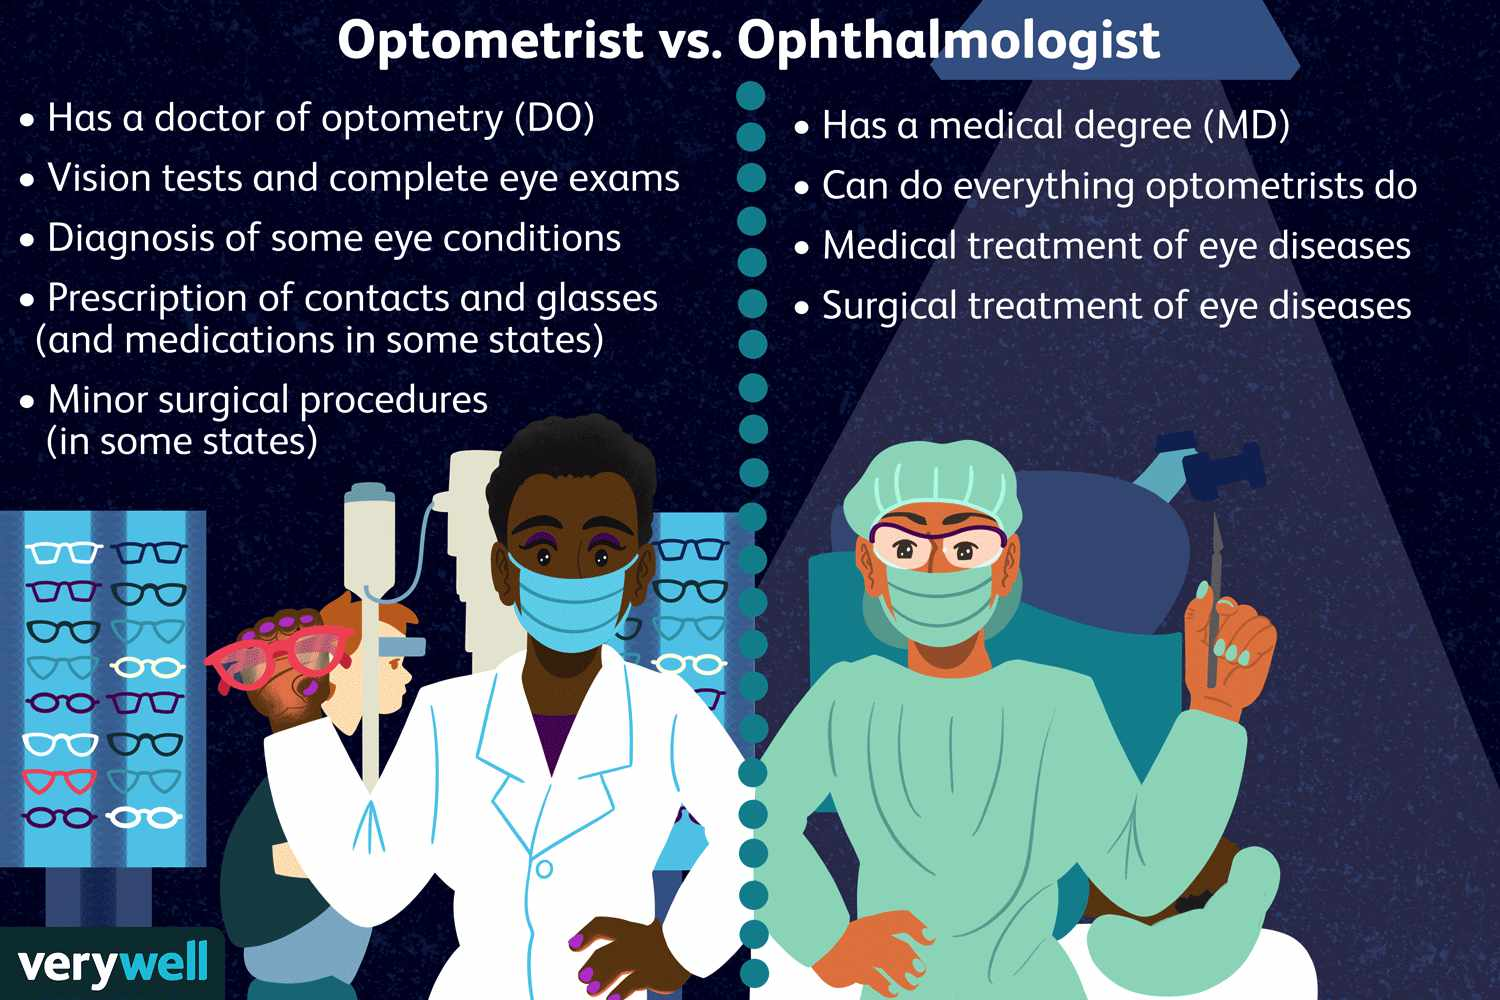 Optometrist vs. Ophthalmologist
• Has a doctor of optometry (DO)
• Vision tests and complete eye exams
• Diagnosis of some eye conditions
• Prescription of contacts and glasses
(and medications in some states)
• Minor surgical procedures
(in some states)
• Has a medical degree (MD)
• Can do everything optometrists do
• Medical treatment of eye diseases
• Surgical treatment of eye diseases
verywell